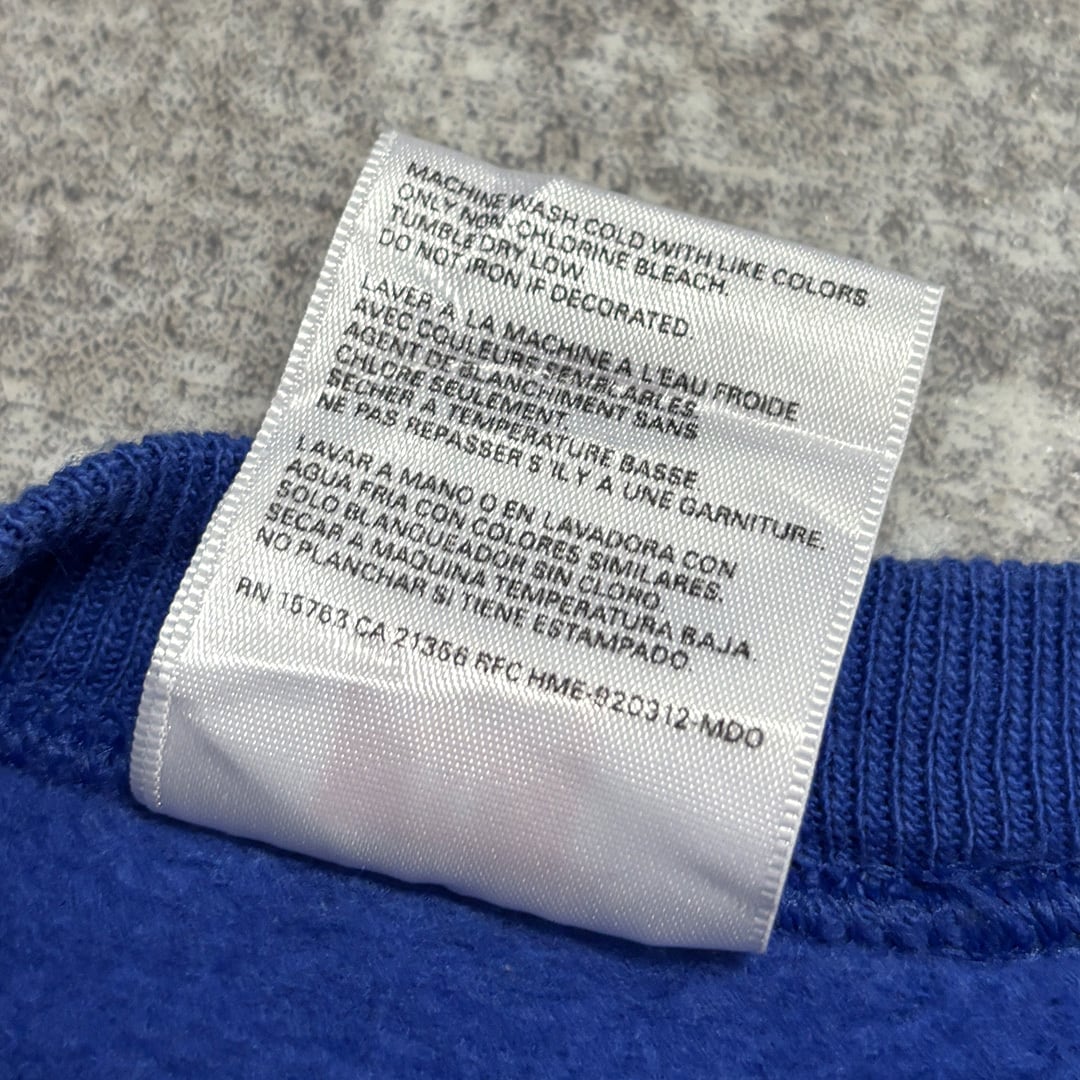 MACHINE WASH COLD WITH LIKE COLORS.
ONLY NON-CHLORINE BLEACH.
TUMBLE DRY LOW.
DO NOT IRON IF DECORATED.
LAVER A LA MACHINE A L'EAU FROIDE
AVEC COULEURS SEMBLABLES.
AGENT DE BLANCHIMENT SANS
CHLORE SEULEMENT.
SECHER A TEMPERATURE BASSE
NE PAS REPASSER S'IL Y A UNE GARNITURE.
LAVAR A MANO O EN LAVADORA CON
AGUA FRIA CON COLORES SIMILARES.
SOLO BLANQUEADOR SIN CLORO.
SECAR A MAQUINA TEMPERATURA BAJA.
NO PLANCHAR SI TIENE ESTAMPADO
RN 15763 CA 21366 RFC HME-920312-MDO